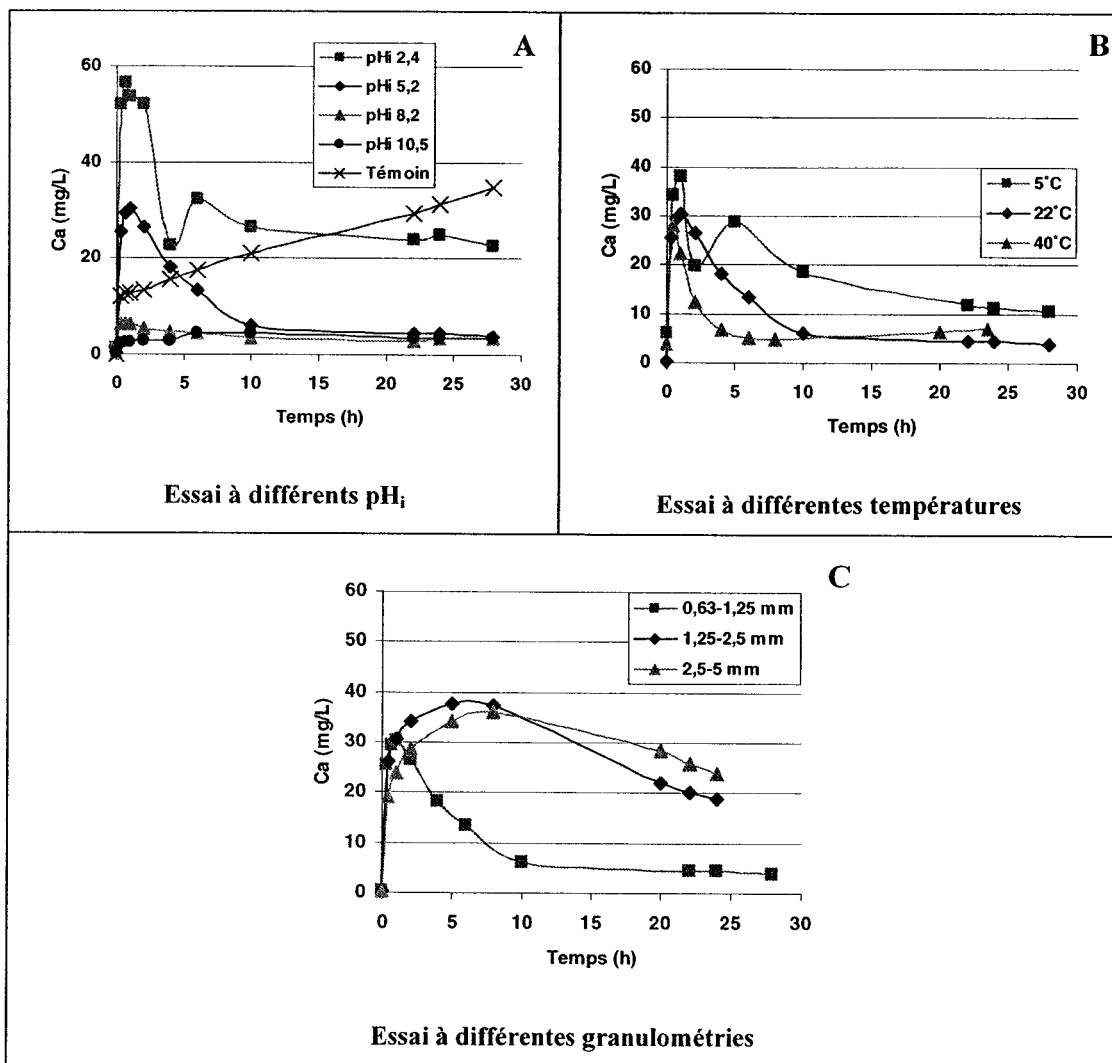 A
pHi 2,4
pHi 5,2
pHi 8,2
pHi 10,5
Témoin
60
40
20
0
Ca (mg/L)
0 5 10 15 20 25 30
Temps (h)
Essai à différents pHi
B
5°C
22°C
40°C
60
50
40
30
20
10
0
Ca (mg/L)
0 5 10 15 20 25 30
Temps (h)
Essai à différentes températures
C
0,63-1,25 mm
1,25-2,5 mm
2,5-5 mm
60
50
40
30
20
10
0
Ca (mg/L)
0 5 10 15 20 25 30
Temps (h)
Essai à différentes granulométries